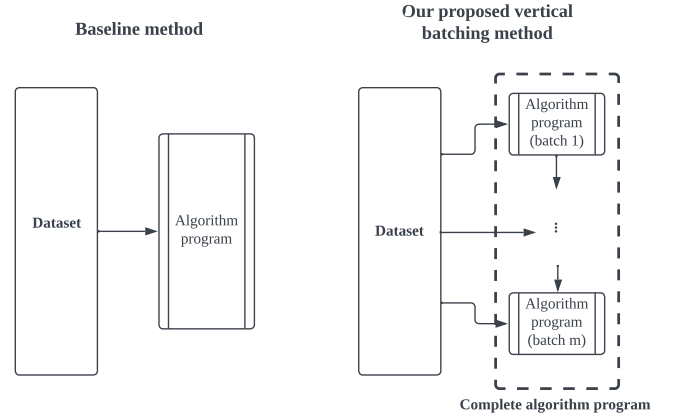 Baseline method
Dataset
Algorithm
program
Our proposed vertical
batching method
Dataset
Algorithm
program
(batch 1)
⋮
Algorithm
program
(batch m)
Complete algorithm program